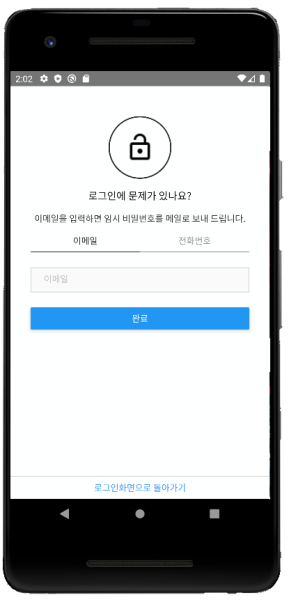 2:02
로그인에 문제가 있나요?
이메일을 입력하면 임시 비밀번호를 메일로 보내 드립니다.
이메일 전화번호
이메일
완료
로그인화면으로 돌아가기